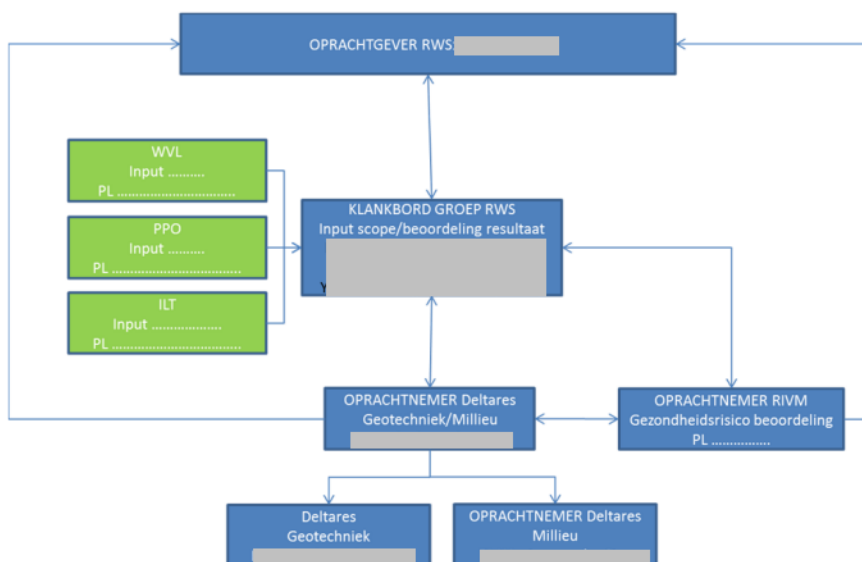 OPRACHTGEVER RWS:
WVL
Input ..........
PL ................................
PPO
Input ..........
PL ...................................
ILT
Input ...................
PL ...................................
KLANKBORD GROEP RWS
Input scope/beoordeling resultaat
Y
OPRACHTNEMER Deltares
Geotechniek/Millieu
OPRACHTNEMER RIVM
Gezondheidsrisico beoordeling
PL ................
Deltares
Geotechniek
OPRACHTNEMER Deltares
Millieu